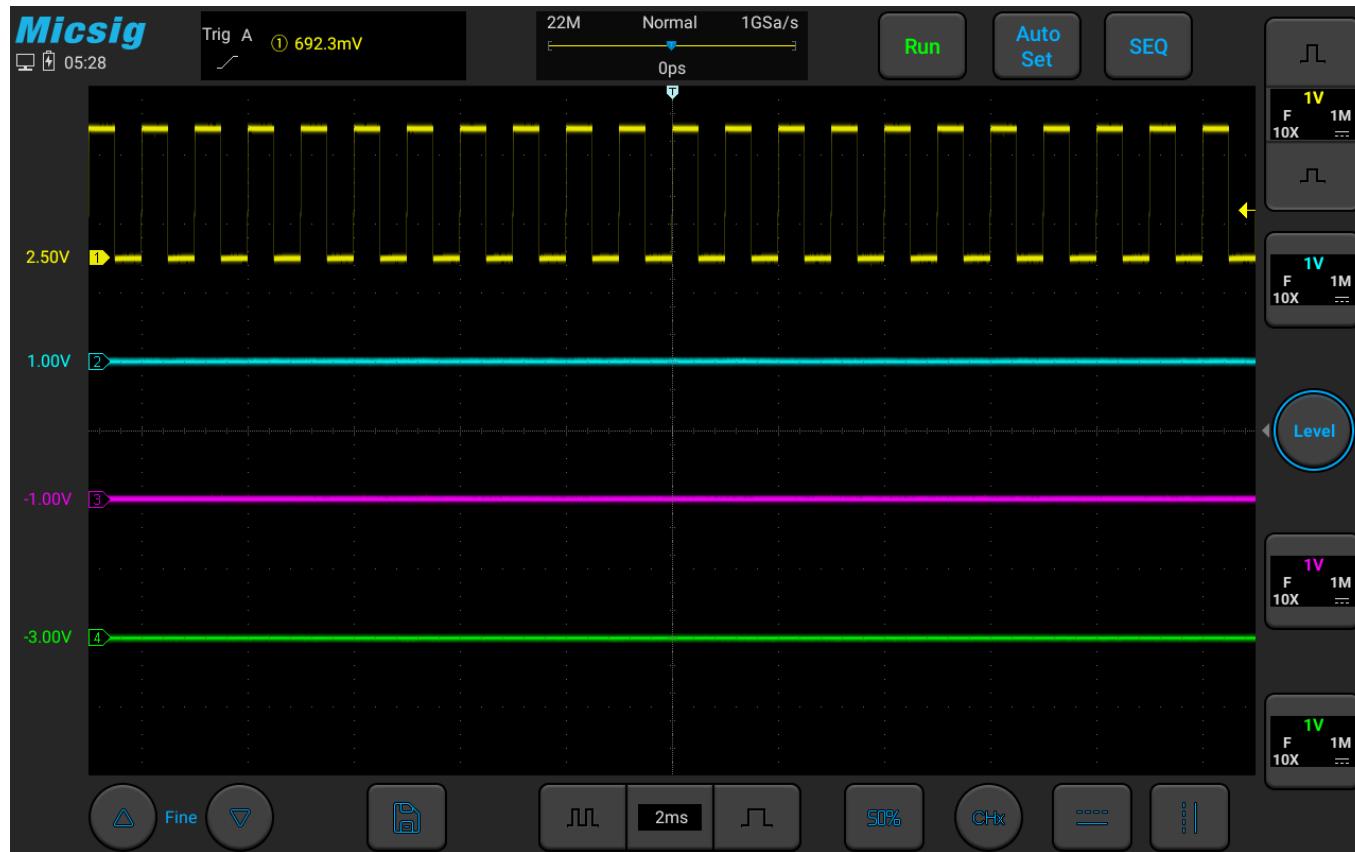 Micsig
05:28
Trig A
① 692.3mV
22M Normal 1GSa/s
0ps
Run
Auto
Set
SEQ
T
1V
F 1M
10X
2.50V 1
1V
F 1M
10X
1.00V 2
Level
-1.00V 3
1V
F 1M
10X
-3.00V 4
1V
F 1M
10X
Fine
2ms
50%
CHx